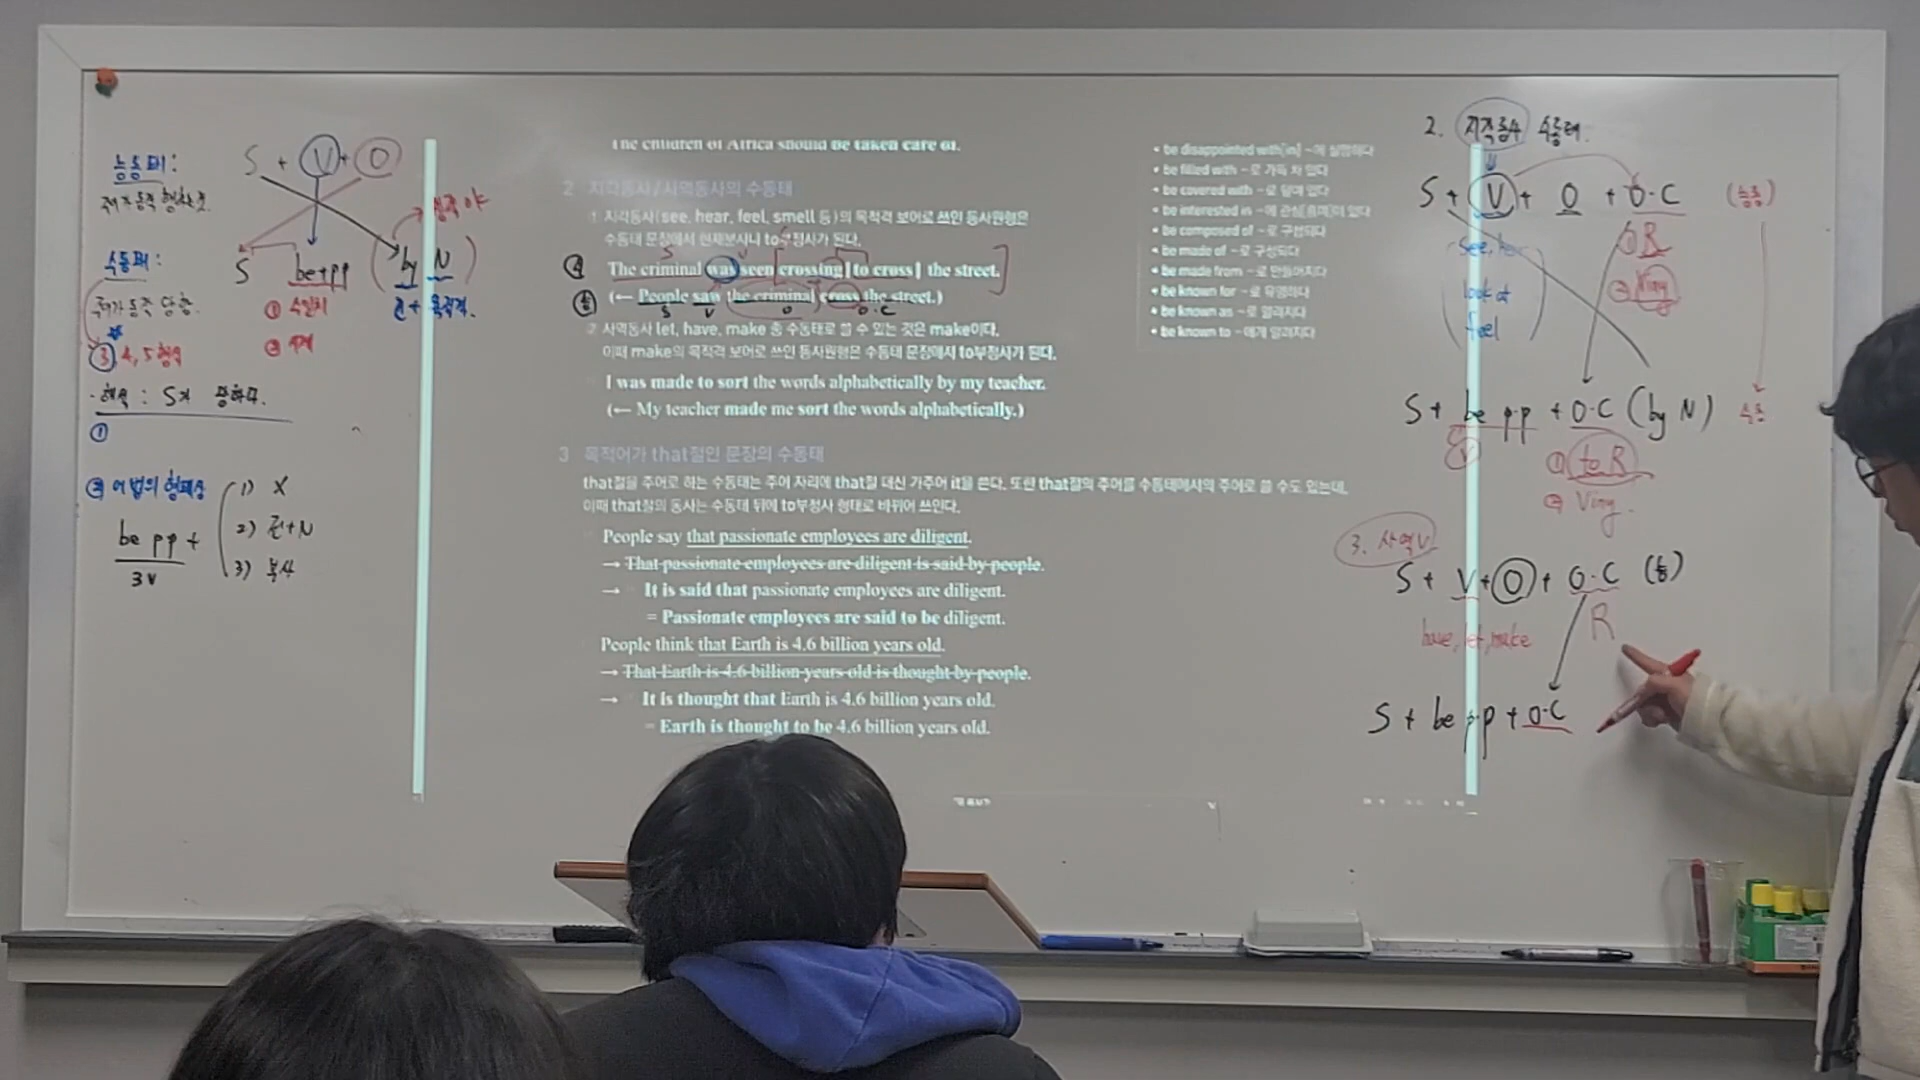 능동태:
S + V + O
주어가 동작 행하는 것.
→ 생략 可
수동태:
S be+pp (by N)
주어가 동작 당함.
① 수일치
② 시제
전 + 목적격.
③, 4, 5형식
· 해석 : S가 당하다.
①
② 어법의 형태상
be pp +
3V
1) X
2) 전+N
3) 부사
The children of Africa should be taken care of.
2 지각동사/사역동사의 수동태
1 지각동사(see, hear, feel, smell 등)의 목적격 보어로 쓰인 동사원형은
수동태 문장에서 현재분사나 to부정사가 된다.
The criminal was seen crossing[to cross] the street.
(← People saw the criminal cross the street.)
S V O O·C
2 사역동사 let, have, make 중 수동태로 쓸 수 있는 것은 make이다.
이때 make의 목적격 보어로 쓰인 동사원형은 수동태 문장에서 to부정사가 된다.
I was made to sort the words alphabetically by my teacher.
(← My teacher made me sort the words alphabetically.)
3 목적어가 that절인 문장의 수동태
that절을 주어로 하는 수동태는 주어 자리에 that절 대신 가주어 it을 쓴다. 또한 that절의 주어를 수동태에서의 주어로 쓸 수도 있는데,
이때 that절의 동사는 수동태 뒤에 to부정사 형태로 바뀌어 쓰인다.
People say that passionate employees are diligent.
→ That passionate employees are diligent is said by people.
→ It is said that passionate employees are diligent.
= Passionate employees are said to be diligent.
People think that Earth is 4.6 billion years old.
→ That Earth is 4.6 billion years old is thought by people.
→ It is thought that Earth is 4.6 billion years old.
= Earth is thought to be 4.6 billion years old.
• be disappointed with[in] ~에 실망하다
• be filled with ~로 가득 차 있다
• be covered with ~로 덮여 있다
• be interested in ~에 관심[흥미]이 있다
• be composed of ~로 구성되다
• be made of ~로 구성되다
• be made from ~로 만들어지다
• be known for ~로 유명하다
• be known as ~로 알려지다
• be known to ~에게 알려지다
2. 지각동사 수동태.
S + V + O + O·C (능동)
see, hear
look at
feel
① R
② Ving
S + be p·p + O·C (by N) 수동
V
① to R
② Ving.
3. 사역V
S + V + O + O·C (능)
have, let, make
R
S + be p·p + O·C